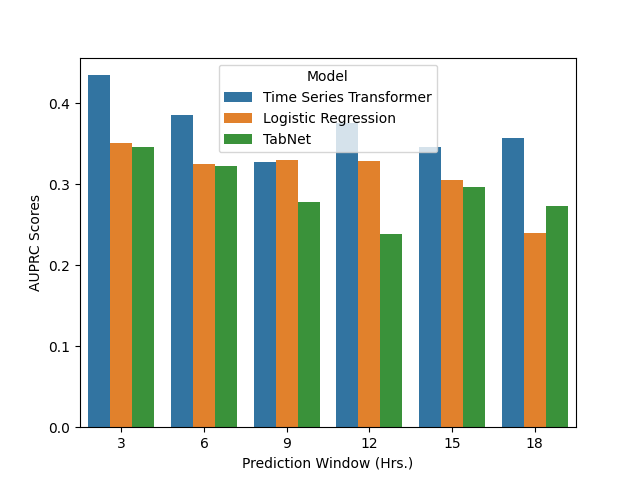 Model
Time Series Transformer
Logistic Regression
TabNet
AUPRC Scores
0.4
0.3
0.2
0.1
0.0
3 6 9 12 15 18
Prediction Window (Hrs.)